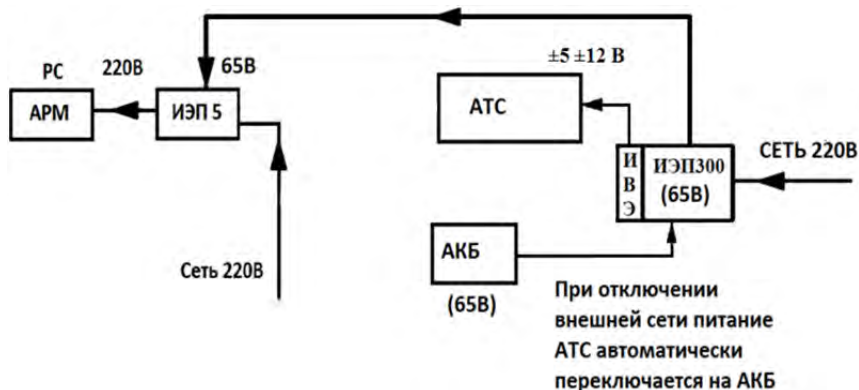 ±5 ±12 В
РС 220В 65В
АРМ
ИЭП 5
АТС
СЕТЬ 220В
ИВЭ
ИЭП300
(65В)
Сеть 220В
АКБ
(65В)
При отключении
внешней сети питание
АТС автоматически
переключается на АКБ